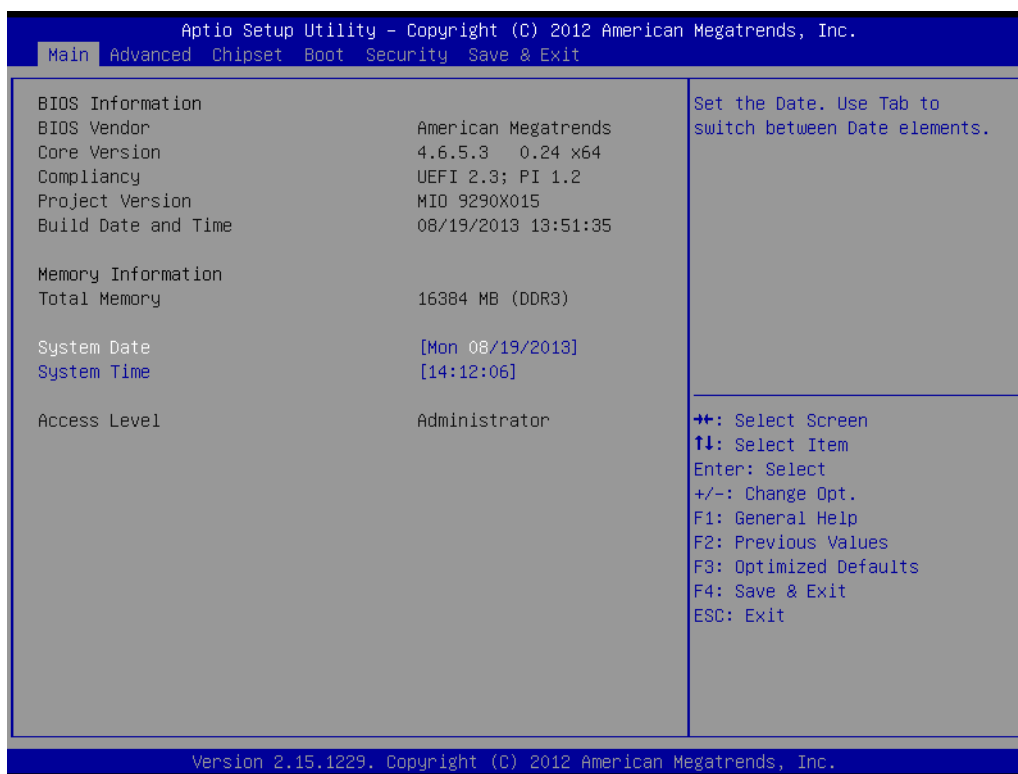 Aptio Setup Utility – Copyright (C) 2012 American Megatrends, Inc.
Main Advanced Chipset Boot Security Save & Exit
BIOS Information
BIOS Vendor American Megatrends
Core Version 4.6.5.3 0.24 x64
Compliancy UEFI 2.3; PI 1.2
Project Version MIO 9290X015
Build Date and Time 08/19/2013 13:51:35
Memory Information
Total Memory 16384 MB (DDR3)
System Date [Mon 08/19/2013]
System Time [14:12:06]
Access Level Administrator
Set the Date. Use Tab to
switch between Date elements.
→←: Select Screen
↑↓: Select Item
Enter: Select
+/-: Change Opt.
F1: General Help
F2: Previous Values
F3: Optimized Defaults
F4: Save & Exit
ESC: Exit
Version 2.15.1229. Copyright (C) 2012 American Megatrends, Inc.